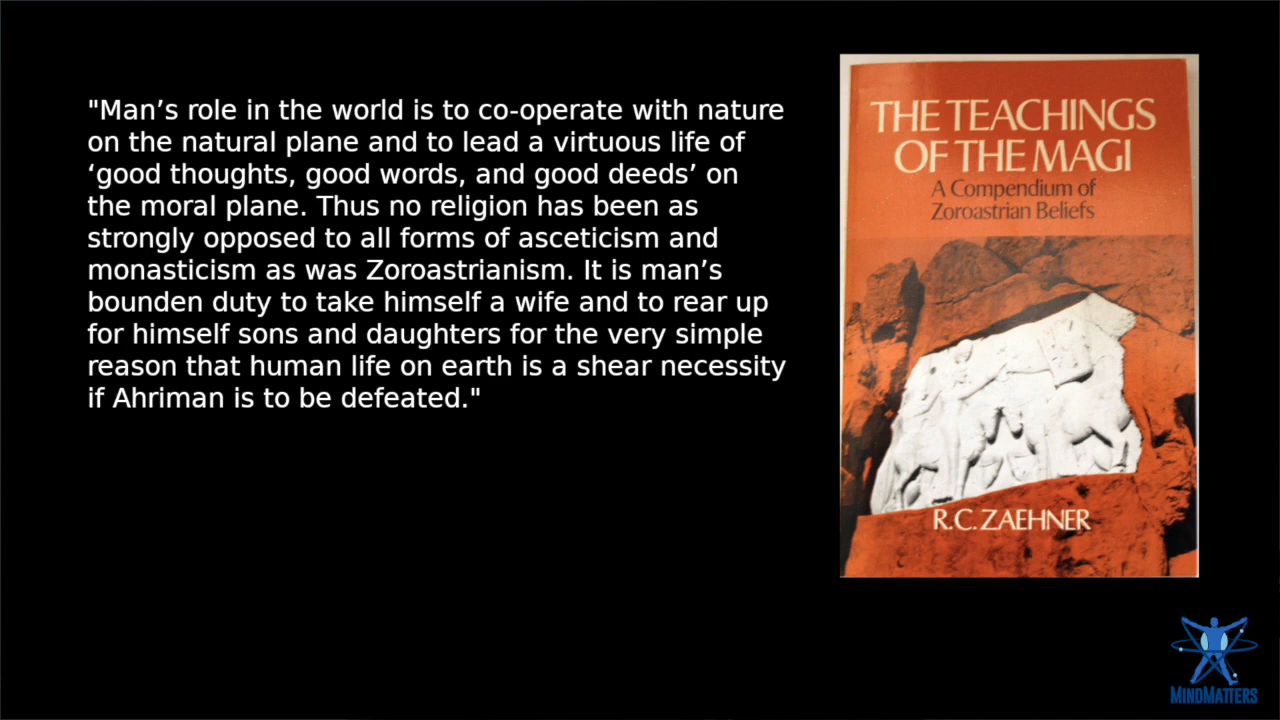 "Man’s role in the world is to co-operate with nature
on the natural plane and to lead a virtuous life of
‘good thoughts, good words, and good deeds’ on
the moral plane. Thus no religion has been as
strongly opposed to all forms of asceticism and
monasticism as was Zoroastrianism. It is man’s
bounden duty to take himself a wife and to rear up
for himself sons and daughters for the very simple
reason that human life on earth is a shear necessity
if Ahriman is to be defeated."
THE TEACHINGS
OF THE MAGI
A Compendium of
Zoroastrian Beliefs
R.C. ZAEHNER
MINDMATTERS